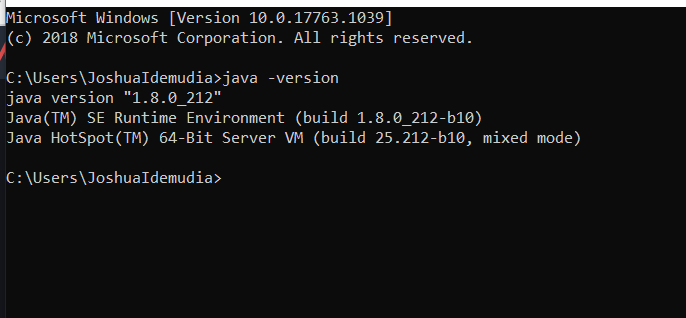 Microsoft Windows [Version 10.0.17763.1039]
(c) 2018 Microsoft Corporation. All rights reserved.
C:\Users\JoshuaIdemudia>java -version
java version "1.8.0_212"
Java(TM) SE Runtime Environment (build 1.8.0_212-b10)
Java HotSpot(TM) 64-Bit Server VM (build 25.212-b10, mixed mode)
C:\Users\JoshuaIdemudia>